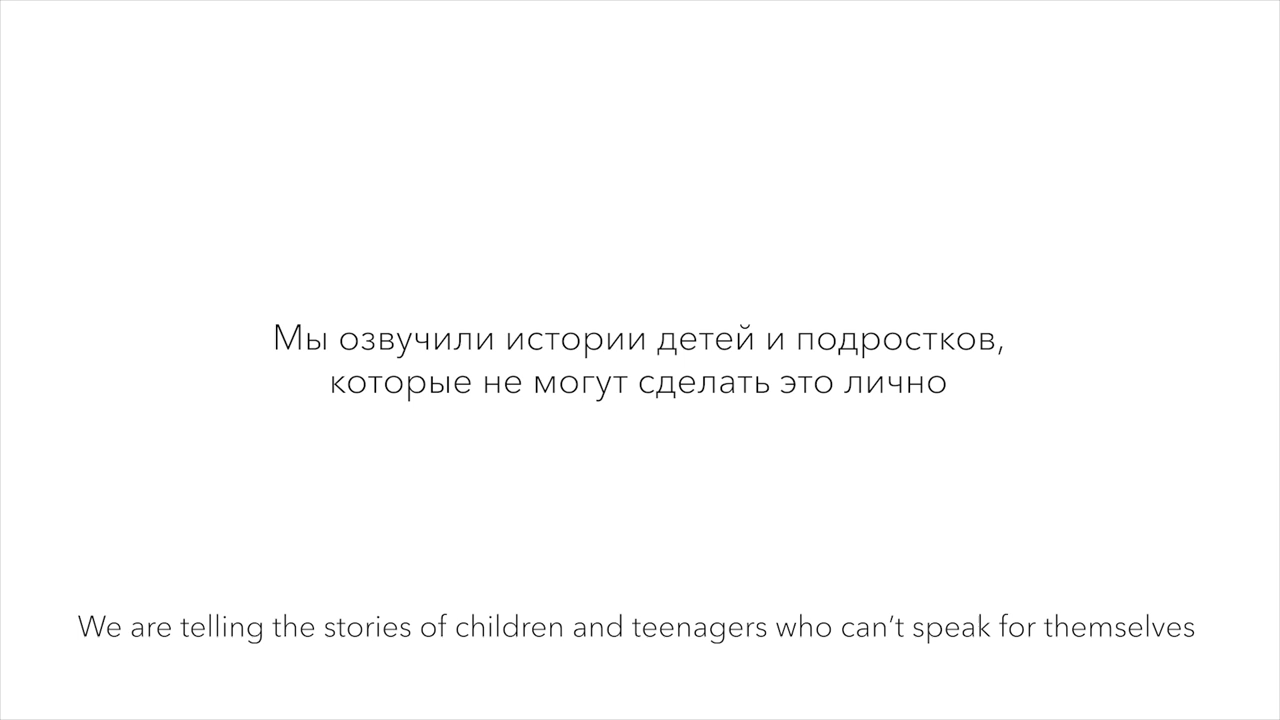 Мы озвучили истории детей и подростков,
которые не могут сделать это лично
We are telling the stories of children and teenagers who can’t speak for themselves